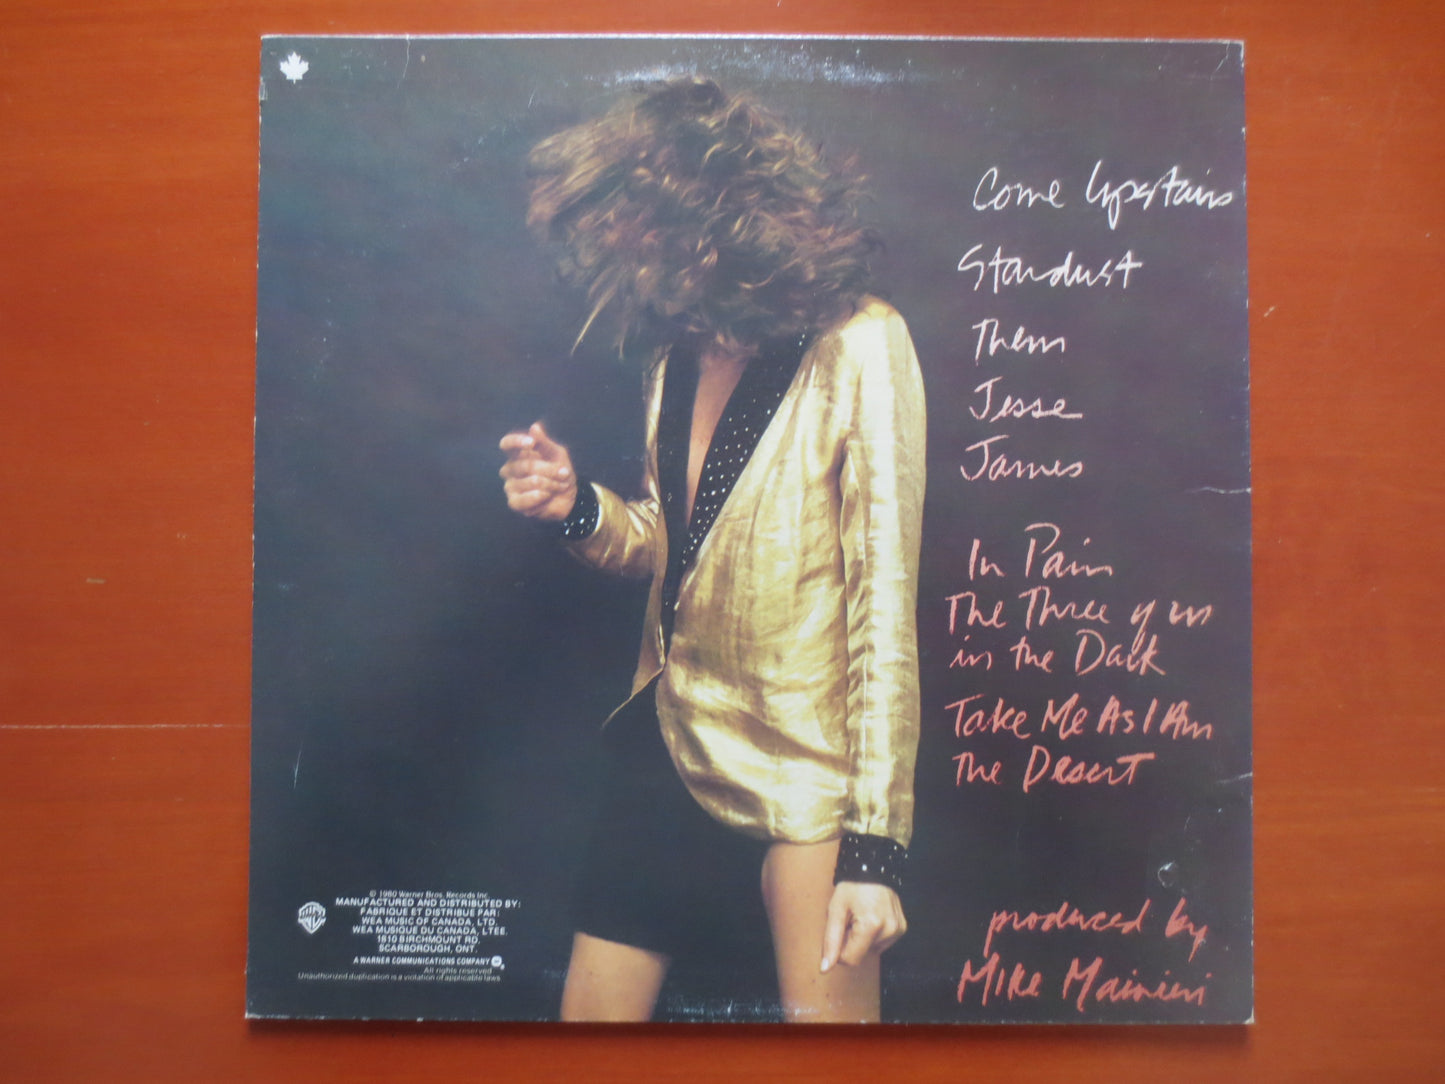 Come Upstairs
Stardust
Them
Jesse
James
In Pain
The Three of us
in the Dark
Take Me As I Am
The Desert
produced by
Mike Mainieri
© 1980 Warner Bros. Records Inc.
MANUFACTURED AND DISTRIBUTED BY:
FABRIQUE ET DISTRIBUE PAR:
WEA MUSIC OF CANADA, LTD.
WEA MUSIQUE DU CANADA, LTEE.
1810 BIRCHMOUNT RD.
SCARBOROUGH, ONT.
A WARNER COMMUNICATIONS COMPANY
All rights reserved
Unauthorized duplication is a violation of applicable laws.